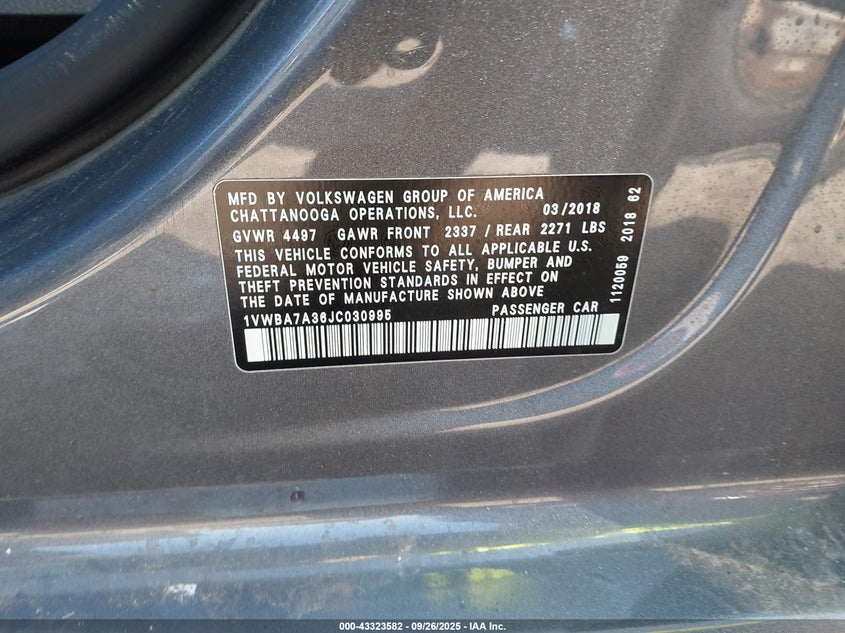 MFD BY VOLKSWAGEN GROUP OF AMERICA
CHATTANOOGA OPERATIONS, LLC. 03/2018
GVWR 4497 GAWR FRONT 2337 / REAR 2271 LBS
THIS VEHICLE CONFORMS TO ALL APPLICABLE U.S.
FEDERAL MOTOR VEHICLE SAFETY, BUMPER AND
THEFT PREVENTION STANDARDS IN EFFECT ON
THE DATE OF MANUFACTURE SHOWN ABOVE
1VWBA7A36JC030995 PASSENGER CAR
1120059 2018 62
000-43323582 - 09/26/2025 - IAA Inc.